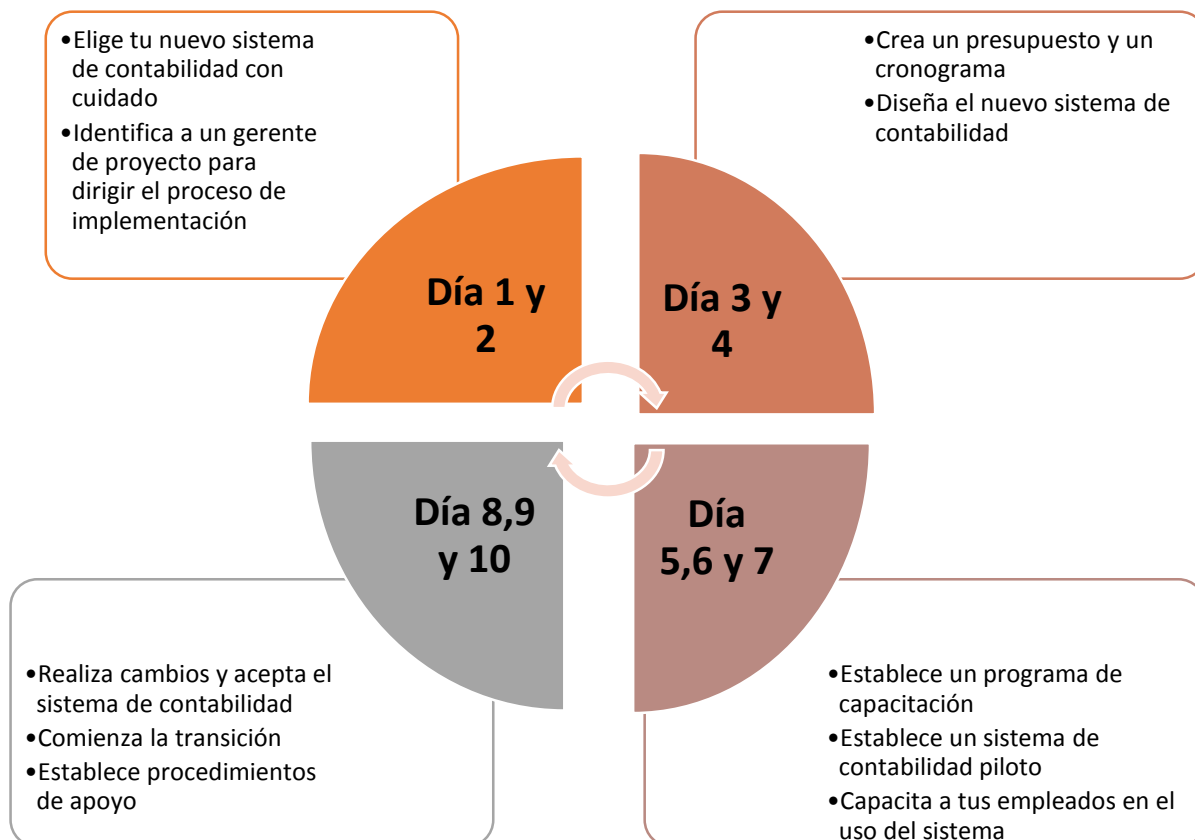 •Elige tu nuevo sistema
de contabilidad con
cuidado
•Identifica a un gerente
de proyecto para
dirigir el proceso de
implementación
•Crea un presupuesto y un
cronograma
•Diseña el nuevo sistema de
contabilidad
Día 1 y
2
Día 3 y
4
Día 8,9
y 10
Día
5,6 y 7
•Realiza cambios y acepta el
sistema de contabilidad
•Comienza la transición
•Establece procedimientos
de apoyo
•Establece un programa de
capacitación
•Establece un sistema de
contabilidad piloto
•Capacita a tus empleados en el
uso del sistema